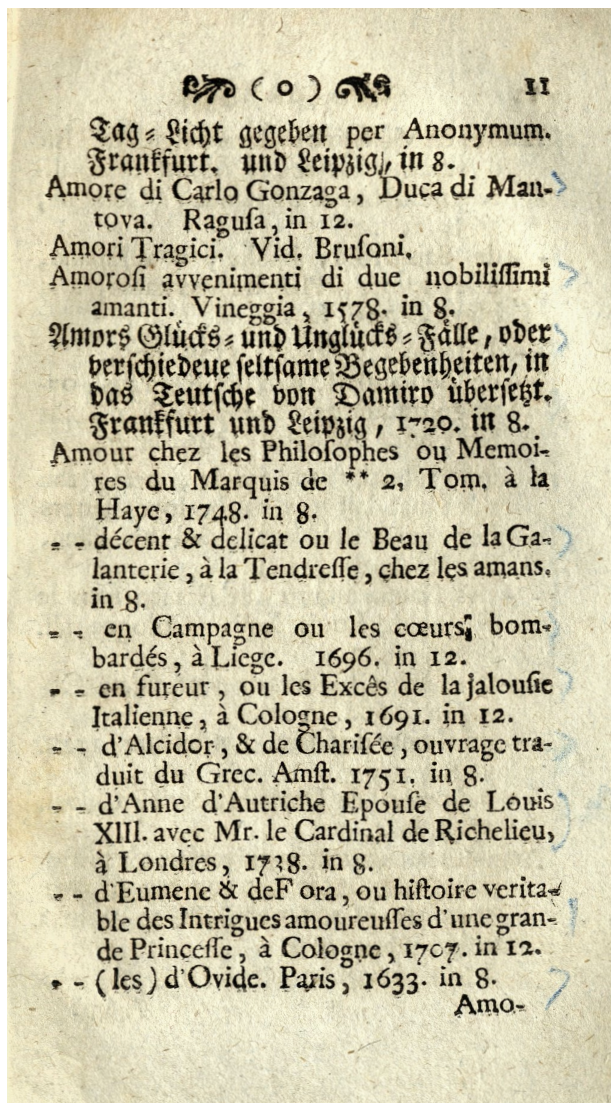 ( o ) 11
Tag⸗Licht gegeben per Anonymum.
Frankfurt. und Leipzig, in 8.
Amore di Carlo Gonzaga, Duca di Man-
tova. Raguſa, in 12.
Amori Tragici. Vid. Bruſoni.
Amoroſi avvenimenti di due nobiliſſimi
amanti. Vineggia, 1578. in 8.
Amors Glücks⸗und Unglücks⸗Fälle, oder
verſchiedeue ſeltſame Begebenheiten, in
das Teutſche von Damiro überſetzt.
Frankfurt und Leipzig, 1720. in 8.
Amour chez les Philoſophes ou Memoi-
res du Marquis de ** 2. Tom. à la
Haye, 1748. in 8.
- - décent & delicat ou le Beau de la Ga-
lanterie, à la Tendreſſe, chez les amans.
in 8.
- - en Campagne ou les cœurs, bom-
bardés, à Liege. 1696. in 12.
- - en fureur, ou les Excês de la jalouſie
Italienne, à Cologne, 1691. in 12.
- - d'Alcidor, & de Chariſée, ouvrage tra-
duit du Grec. Amſt. 1751. in 8.
- - d'Anne d'Autriche Epouſe de Louis
XIII. avec Mr. le Cardinal de Richelieu,
à Londres, 1738. in 8.
- - d'Eumene & deF ora, ou hiſtoire verita-
ble des Intrigues amoureuſſes d'une gran-
de Princeſſe, à Cologne, 1707. in 12.
- - (les) d'Ovide. Paris, 1633. in 8.
Amo-